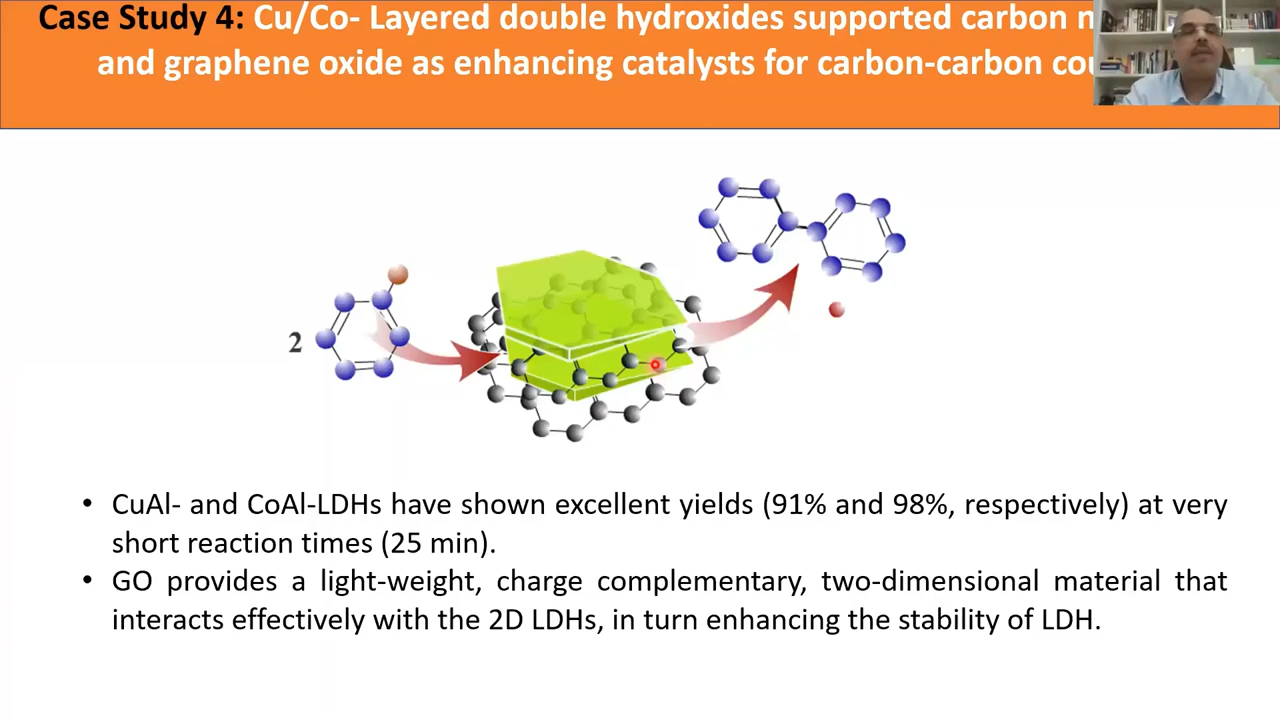 Case Study 4: Cu/Co- Layered double hydroxides supported carbon
and graphene oxide as enhancing catalysts for carbon-carbon
2
• CuAl- and CoAl-LDHs have shown excellent yields (91% and 98%, respectively) at very
short reaction times (25 min).
• GO provides a light-weight, charge complementary, two-dimensional material that
interacts effectively with the 2D LDHs, in turn enhancing the stability of LDH.